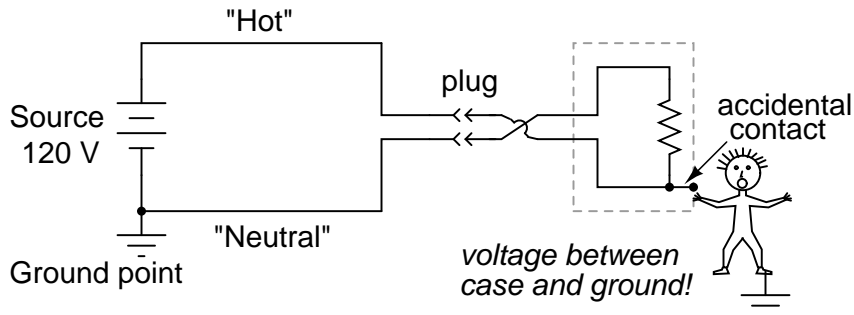 "Hot"
plug
Source
120 V
accidental
contact
"Neutral"
Ground point
voltage between
case and ground!